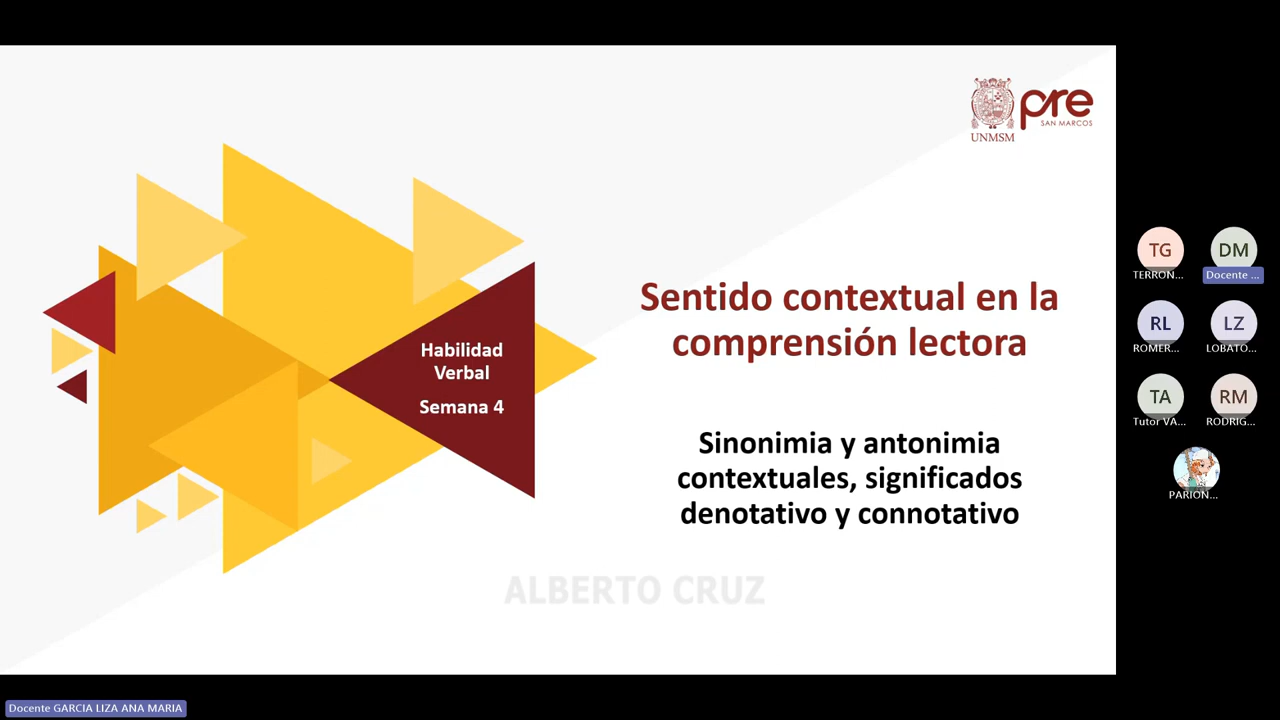 UNMSM
pre
SAN MARCOS
Sentido contextual en la
comprensión lectora
Habilidad
Verbal
Semana 4
Sinonimia y antonimia
contextuales, significados
denotativo y connotativo
ALBERTO CRUZ
TG
TERRON...
DM
Docente ...
RL
ROMER...
LZ
LOBATO...
TA
Tutor VA...
RM
RODRIG...
PARION...
Docente GARCIA LIZA ANA MARIA